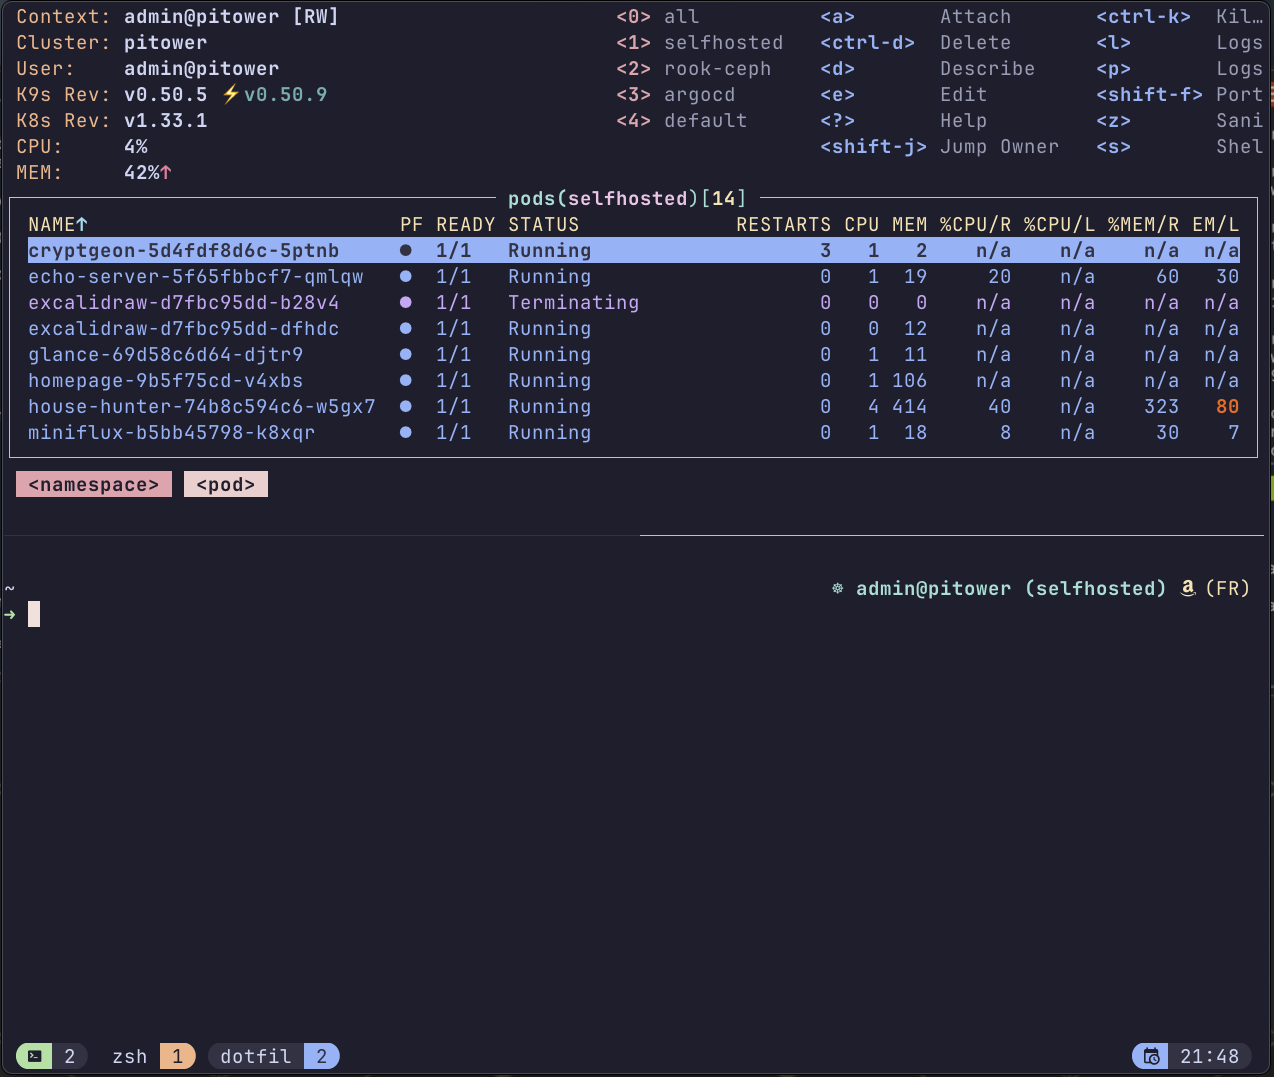 Context: admin@pitower [RW] <0> all <a> Attach <ctrl-k> Kil…
Cluster: pitower <1> selfhosted <ctrl-d> Delete <l> Logs
User: admin@pitower <2> rook-ceph <d> Describe <p> Logs
K9s Rev: v0.50.5 ⚡v0.50.9 <3> argocd <e> Edit <shift-f> Port
K8s Rev: v1.33.1 <4> default <?> Help <z> Sani
CPU: 4% <shift-j> Jump Owner <s> Shel
MEM: 42%↑
pods(selfhosted)[14]
NAME↑ PF READY STATUS RESTARTS CPU MEM %CPU/R %CPU/L %MEM/R EM/L
cryptgeon-5d4fdf8d6c-5ptnb ● 1/1 Running 3 1 2 n/a n/a n/a n/a
echo-server-5f65fbbcf7-qmlqw ● 1/1 Running 0 1 19 20 n/a 60 30
excalidraw-d7fbc95dd-b28v4 ● 1/1 Terminating 0 0 0 n/a n/a n/a n/a
excalidraw-d7fbc95dd-dfhdc ● 1/1 Running 0 0 12 n/a n/a n/a n/a
glance-69d58c6d64-djtr9 ● 1/1 Running 0 1 11 n/a n/a n/a n/a
homepage-9b5f75cd-v4xbs ● 1/1 Running 0 1 106 n/a n/a n/a n/a
house-hunter-74b8c594c6-w5gx7 ● 1/1 Running 0 4 414 40 n/a 323 80
miniflux-b5bb45798-k8xqr ● 1/1 Running 0 1 18 8 n/a 30 7
<namespace> <pod>
~ ☸ admin@pitower (selfhosted) a (FR)
→
2 zsh 1 dotfil 2 21:48